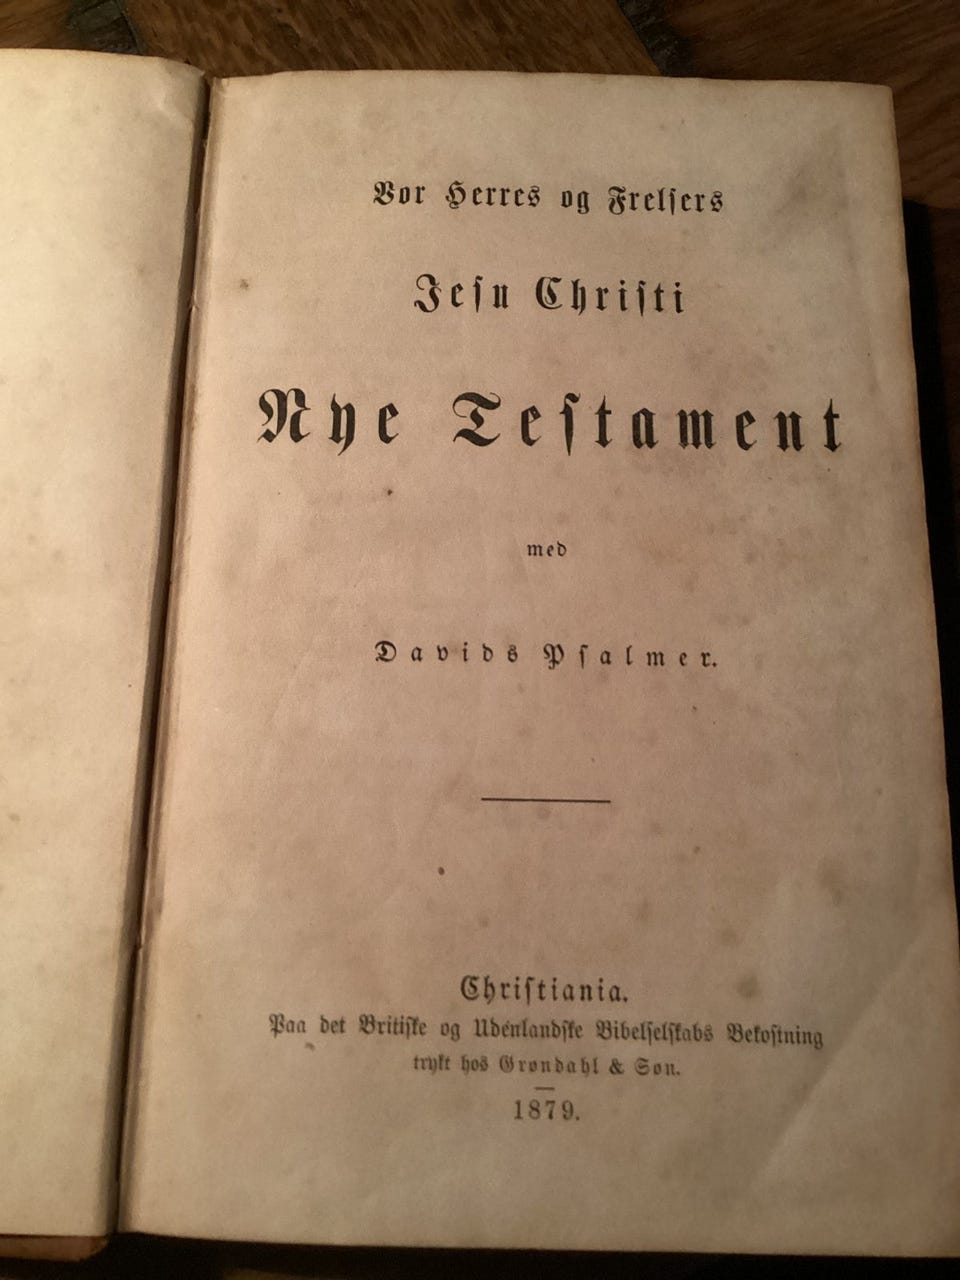 Vor Herres og Frelsers
Jesu Christi
Nye Testament
med
Davids Psalmer.
Christiania.
Paa det Britiske og Udenlandske Bibelselskabs Bekostning
trykt hos Grøndahl & Søn.
1879.